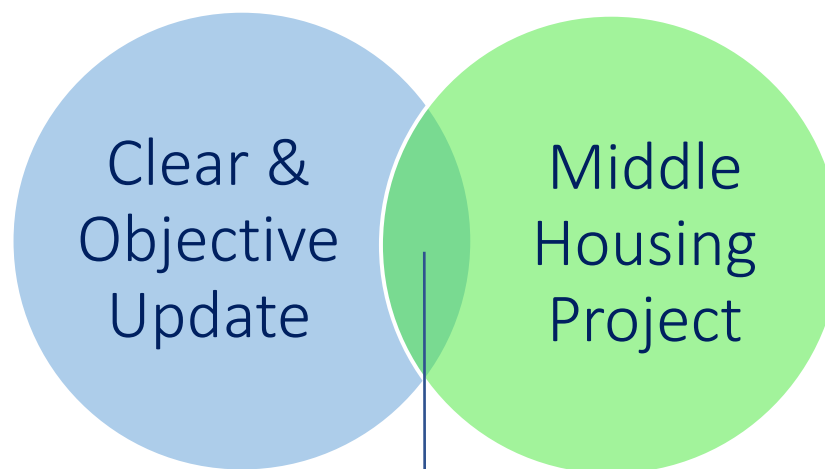 Clear &
Objective
Update
Middle
Housing
Project